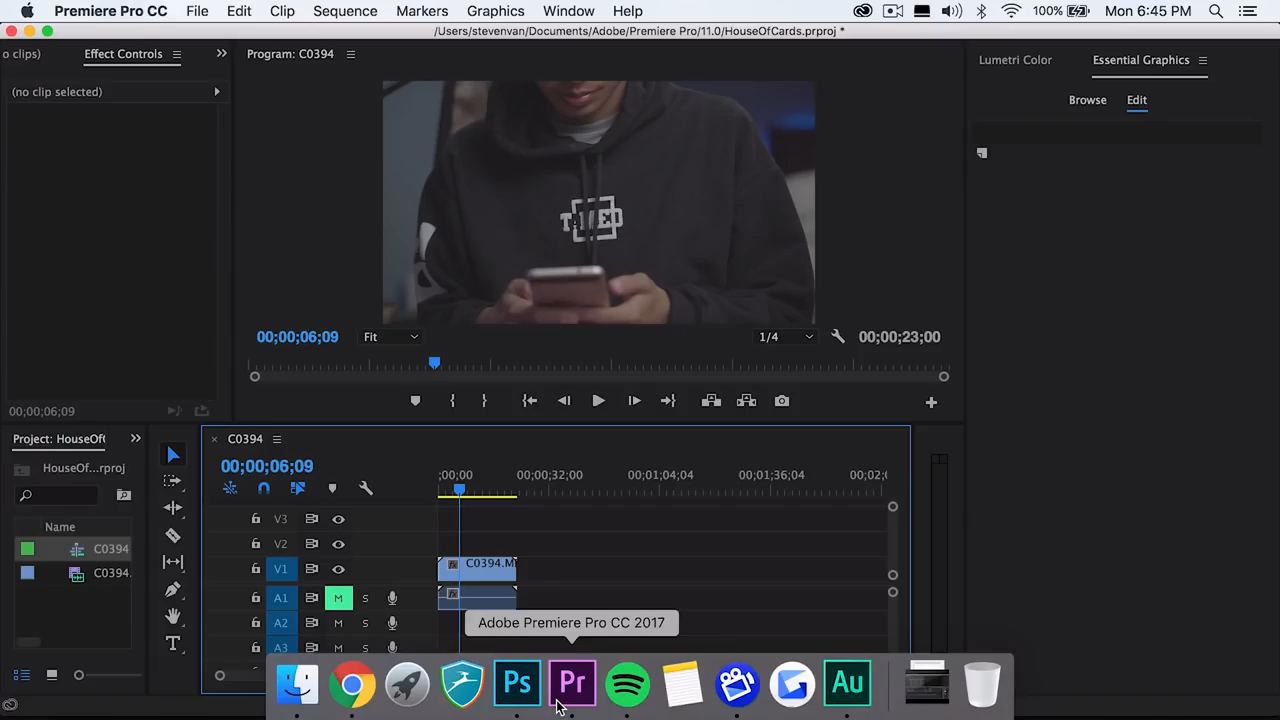 Premiere Pro CC File Edit Clip Sequence Markers Graphics Window Help 100% Mon 6:45 PM
/Users/stevenvan/Documents/Adobe/Premiere Pro/11.0/HouseOfCards.prproj *
o clips) Effect Controls Program: C0394 Lumetri Color Essential Graphics
(no clip selected) Browse Edit
TAMED
00;00;06;09 Fit 1/4 00;00;23;00
00;00;06;09
Project: HouseOf C0394
HouseOf...rproj 00;00;06;09
;00;00 00;00;32;00 00;01;04;04 00;01;36;04 00;02;
Name V3
C0394 V2
C0394. V1 fx C0394.M
A1 M S fx
A2 M S Adobe Premiere Pro CC 2017
A3 M S
Ps Pr Au